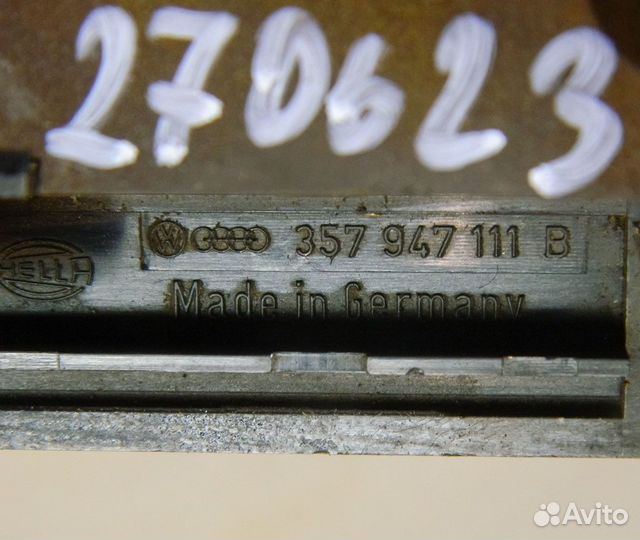 270623
HELLA
357 947 111 B
Made in Germany
Avito